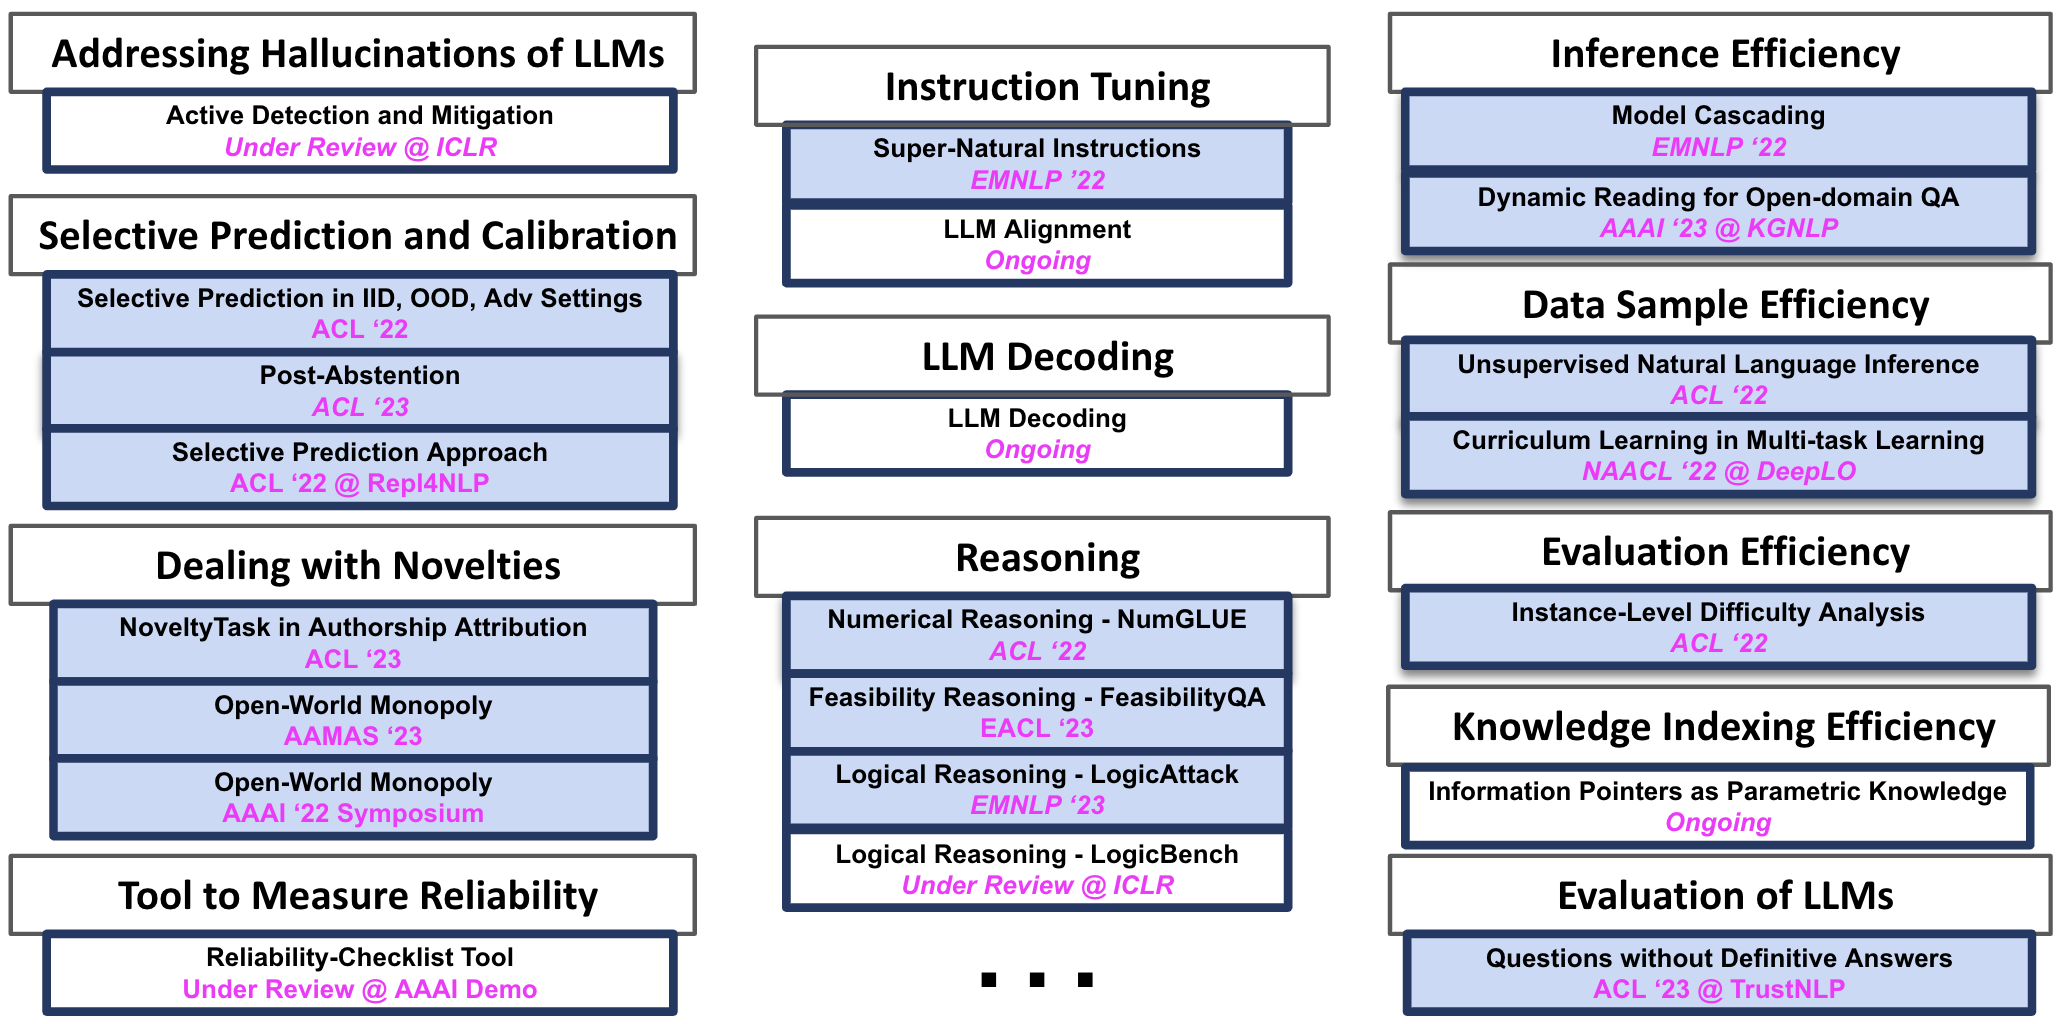 Addressing Hallucinations of LLMs
Active Detection and Mitigation
Under Review @ ICLR
Selective Prediction and Calibration
Selective Prediction in IID, OOD, Adv Settings
ACL ‘22
Post-Abstention
ACL ‘23
Selective Prediction Approach
ACL ‘22 @ Repl4NLP
Dealing with Novelties
NoveltyTask in Authorship Attribution
ACL ‘23
Open-World Monopoly
AAMAS ‘23
Open-World Monopoly
AAAI ‘22 Symposium
Tool to Measure Reliability
Reliability-Checklist Tool
Under Review @ AAAI Demo
Instruction Tuning
Super-Natural Instructions
EMNLP ’22
LLM Alignment
Ongoing
LLM Decoding
LLM Decoding
Ongoing
Reasoning
Numerical Reasoning - NumGLUE
ACL ‘22
Feasibility Reasoning - FeasibilityQA
EACL ‘23
Logical Reasoning - LogicAttack
EMNLP ‘23
Logical Reasoning - LogicBench
Under Review @ ICLR
...
Inference Efficiency
Model Cascading
EMNLP ‘22
Dynamic Reading for Open-domain QA
AAAI ‘23 @ KGNLP
Data Sample Efficiency
Unsupervised Natural Language Inference
ACL ‘22
Curriculum Learning in Multi-task Learning
NAACL ‘22 @ DeepLO
Evaluation Efficiency
Instance-Level Difficulty Analysis
ACL ‘22
Knowledge Indexing Efficiency
Information Pointers as Parametric Knowledge
Ongoing
Evaluation of LLMs
Questions without Definitive Answers
ACL ‘23 @ TrustNLP